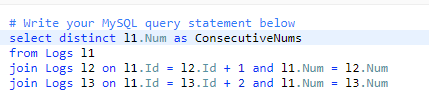 # Write your MySQL query statement below
select distinct l1.Num as ConsecutiveNums
from Logs l1
join Logs l2 on l1.Id = l2.Id + 1 and l1.Num = l2.Num
join Logs l3 on l1.Id = l3.Id + 2 and l1.Num = l3.Num